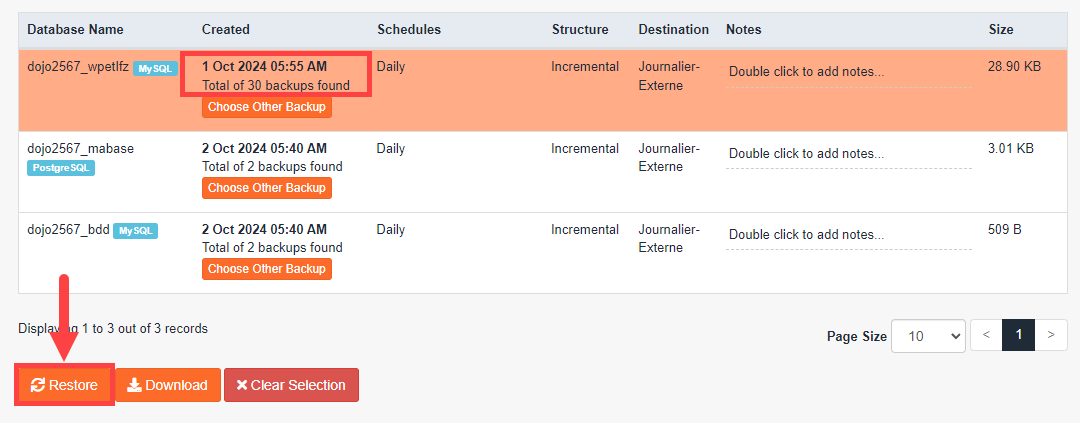 Database Name Created Schedules Structure Destination Notes Size
dojo2567_wpetlfz MySQL 1 Oct 2024 05:55 AM Daily Incremental Journalier- Double click to add notes... 28.90 KB
Total of 30 backups found Externe
Choose Other Backup
dojo2567_mabase 2 Oct 2024 05:40 AM Daily Incremental Journalier- Double click to add notes... 3.01 KB
PostgreSQL Total of 2 backups found Externe
Choose Other Backup
dojo2567_bdd MySQL 2 Oct 2024 05:40 AM Daily Incremental Journalier- Double click to add notes... 509 B
Total of 2 backups found Externe
Choose Other Backup
Displaying 1 to 3 out of 3 records
Page Size 10 < 1 >
Restore Download Clear Selection